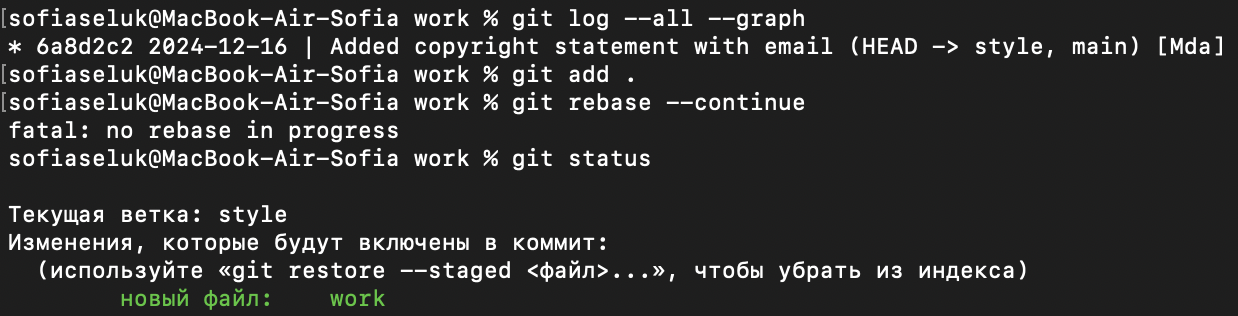 [sofiaseluk@MacBook-Air-Sofia work % git log --all --graph
* 6a8d2c2 2024-12-16 | Added copyright statement with email (HEAD -> style, main) [Mda]
[sofiaseluk@MacBook-Air-Sofia work % git add .
[sofiaseluk@MacBook-Air-Sofia work % git rebase --continue
fatal: no rebase in progress
sofiaseluk@MacBook-Air-Sofia work % git status
Текущая ветка: style
Изменения, которые будут включены в коммит:
(используйте «git restore --staged <файл>...», чтобы убрать из индекса)
новый файл: work